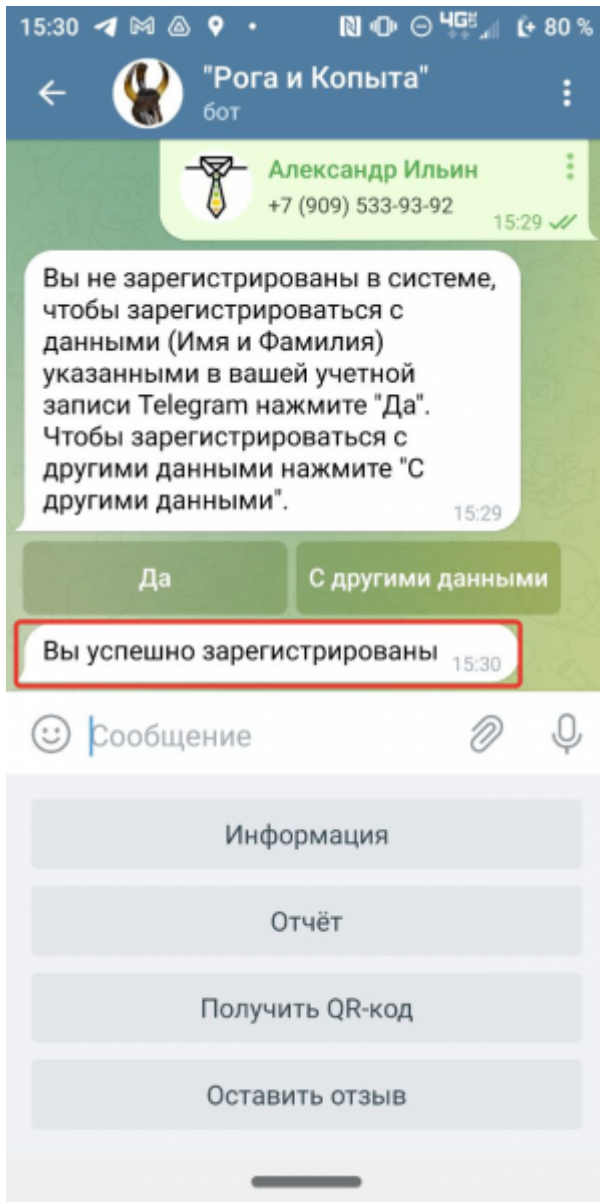 15:30 4G 80 %
"Рога и Копыта"
бот
Александр Ильин
+7 (909) 533-93-92
15:29
Вы не зарегистрированы в системе,
чтобы зарегистрироваться с
данными (Имя и Фамилия)
указанными в вашей учетной
записи Telegram нажмите "Да".
Чтобы зарегистрироваться с
другими данными нажмите "С
другими данными".
15:29
Да
С другими данными
Вы успешно зарегистрированы 15:30
Сообщение
Информация
Отчёт
Получить QR-код
Оставить отзыв